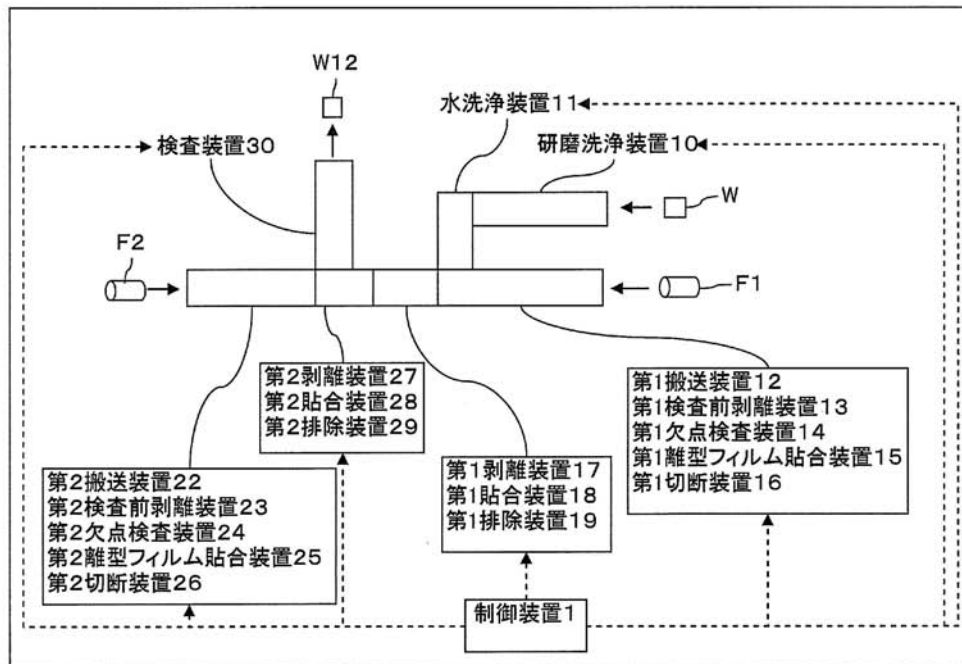 W12
水洗浄装置11
検査装置30
研磨洗浄装置10
W
F2
F1
第2剥離装置27
第2貼合装置28
第2排除装置29
第1搬送装置12
第1検査前剥離装置13
第1欠点検査装置14
第1離型フィルム貼合装置15
第1切断装置16
第2搬送装置22
第2検査前剥離装置23
第2欠点検査装置24
第2離型フィルム貼合装置25
第2切断装置26
第1剥離装置17
第1貼合装置18
第1排除装置19
制御装置1